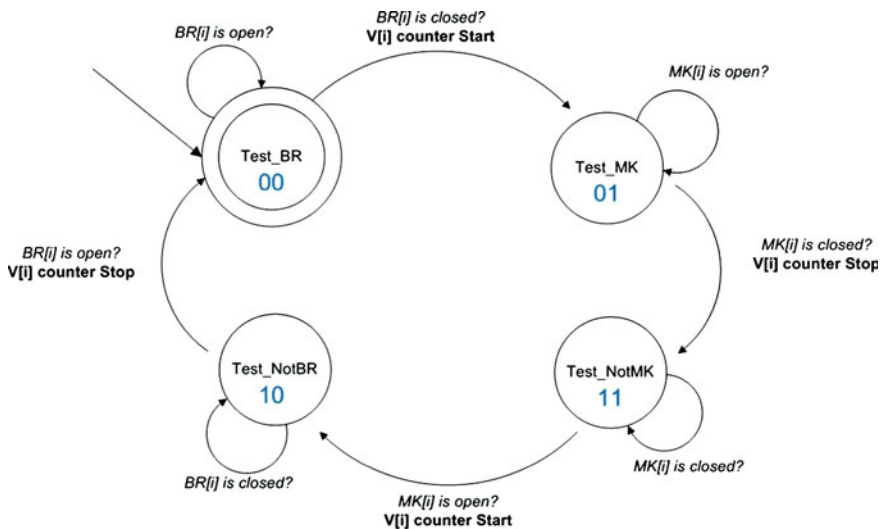 BR[i] is closed?
V[i] counter Start
BR[i] is open?
MK[i] is open?
Test_BR
00
Test_MK
01
BR[i] is open?
V[i] counter Stop
MK[i] is closed?
V[i] counter Stop
Test_NotBR
10
Test_NotMK
11
BR[i] is closed?
MK[i] is closed?
MK[i] is open?
V[i] counter Start